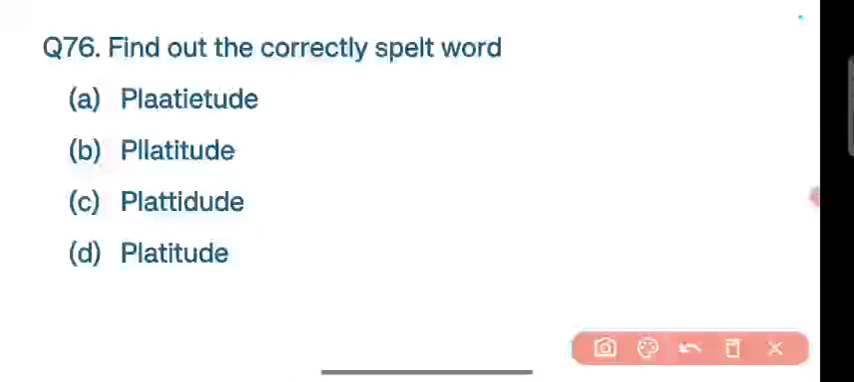 Q76. Find out the correctly spelt word
(a) Plaatietude
(b) Pllatitude
(c) Plattidude
(d) Platitude